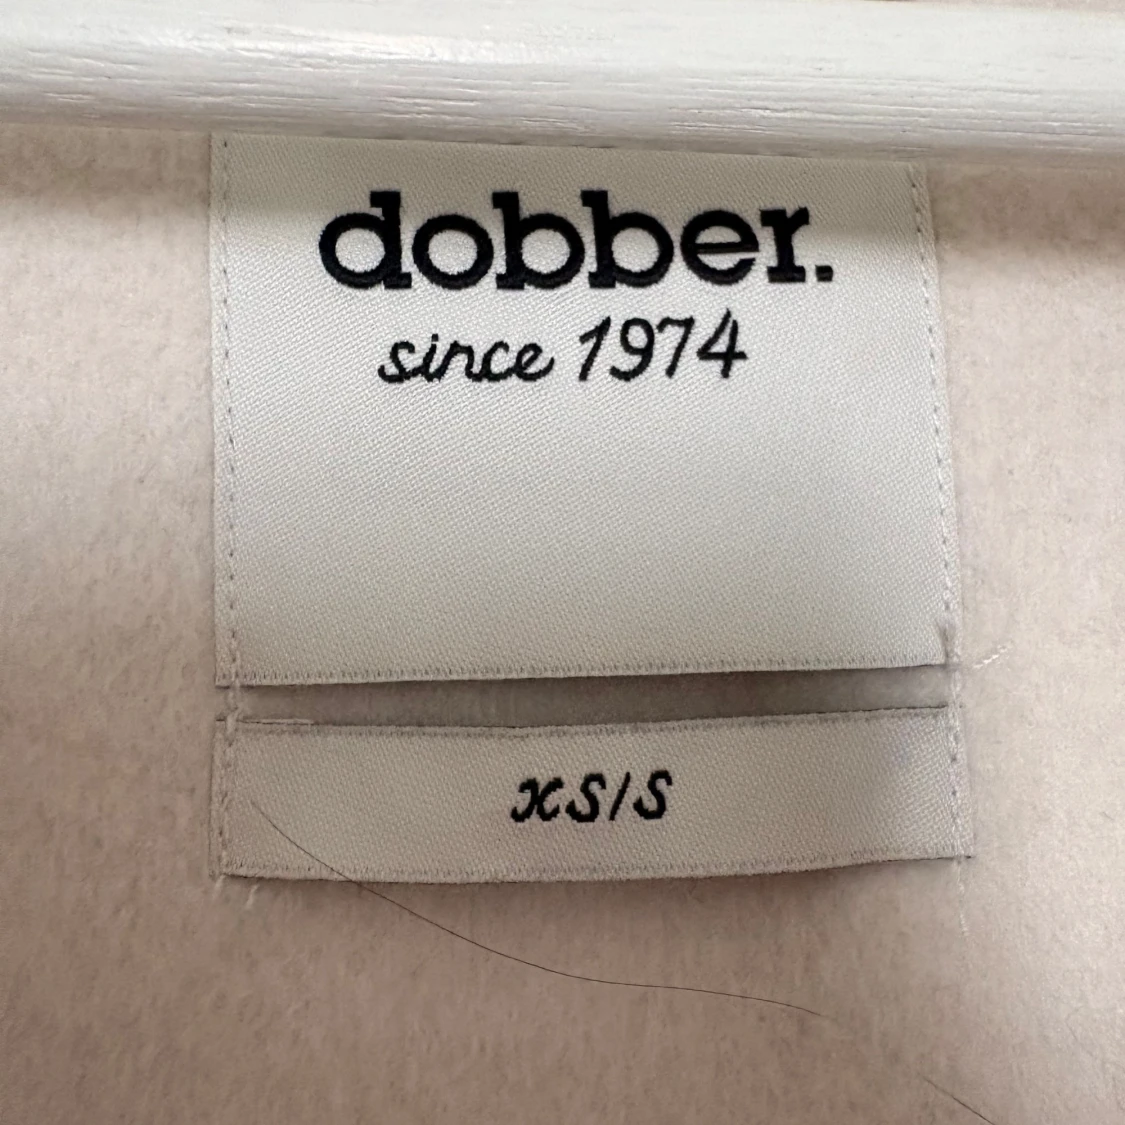 dobber.
since 1974
xS/S